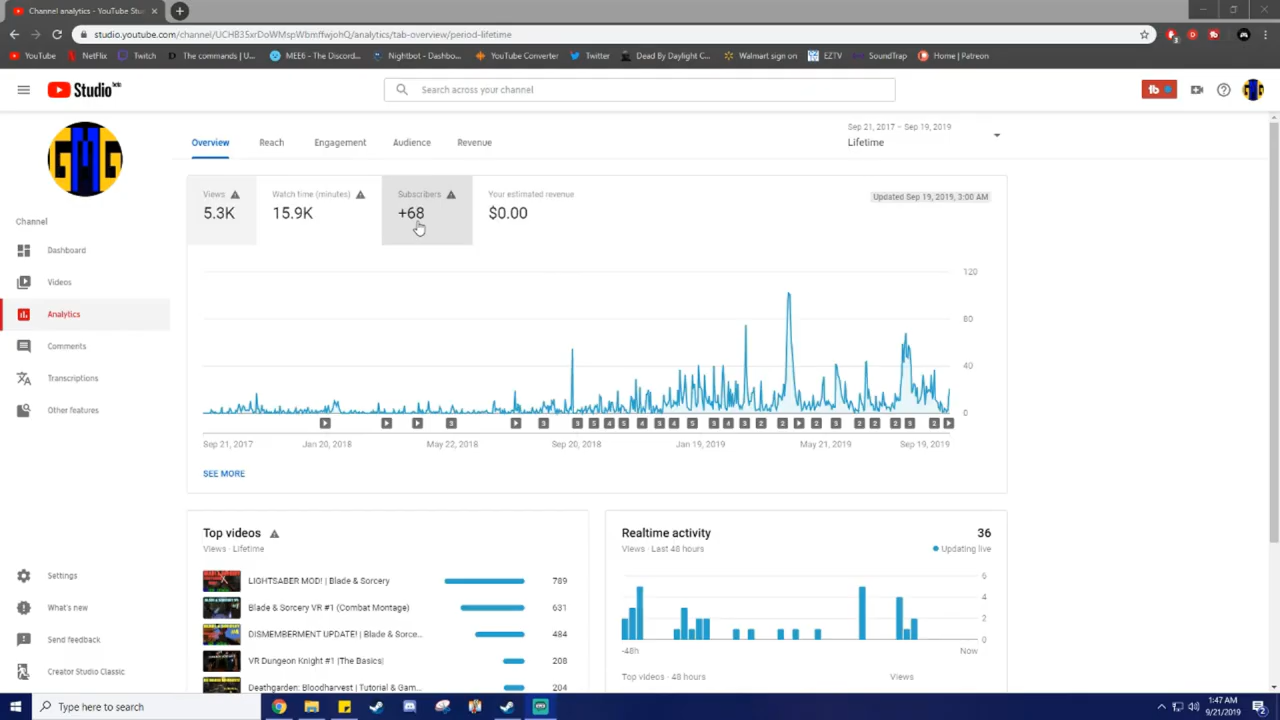 Channel analytics - YouTube Stu
studio.youtube.com/channel/UCHB35xrDoWMspWbmffwjohQ/analytics/tab-overview/period-lifetime
YouTube
NetFlix
Twitch
The commands | U...
MEE6 - The Discord...
Nightbot - Dashbo...
YouTube Converter
Twitter
Dead By Daylight C...
Walmart sign on
EZTV
SoundTrap
Home | Patreon
Studio beta
Search across your channel
Overview
Reach
Engagement
Audience
Revenue
Sep 21, 2017 – Sep 19, 2019
Lifetime
Views
5.3K
Watch time (minutes)
15.9K
Subscribers
+68
Your estimated revenue
$0.00
Updated Sep 19, 2019, 3:00 AM
120
80
40
0
Sep 21, 2017
Jan 20, 2018
May 22, 2018
Sep 20, 2018
Jan 19, 2019
May 21, 2019
Sep 19, 2019
SEE MORE
Channel
Dashboard
Videos
Analytics
Comments
Transcriptions
Other features
Settings
What's new
Send feedback
Creator Studio Classic
Top videos
Views · Lifetime
LIGHTSABER MOD! | Blade & Sorcery
789
Blade & Sorcery VR #1 (Combat Montage)
631
DISMEMBERMENT UPDATE! | Blade & Sorce...
484
VR Dungeon Knight #1 |The Basics|
208
Deathgarden: Bloodharvest | Tutorial & Gam...
204
Realtime activity
36
Views · Last 48 hours
Updating live
6
4
2
0
-48h
Now
Top videos · 48 hours
Views
Type here to search
1:47 AM
9/21/2019